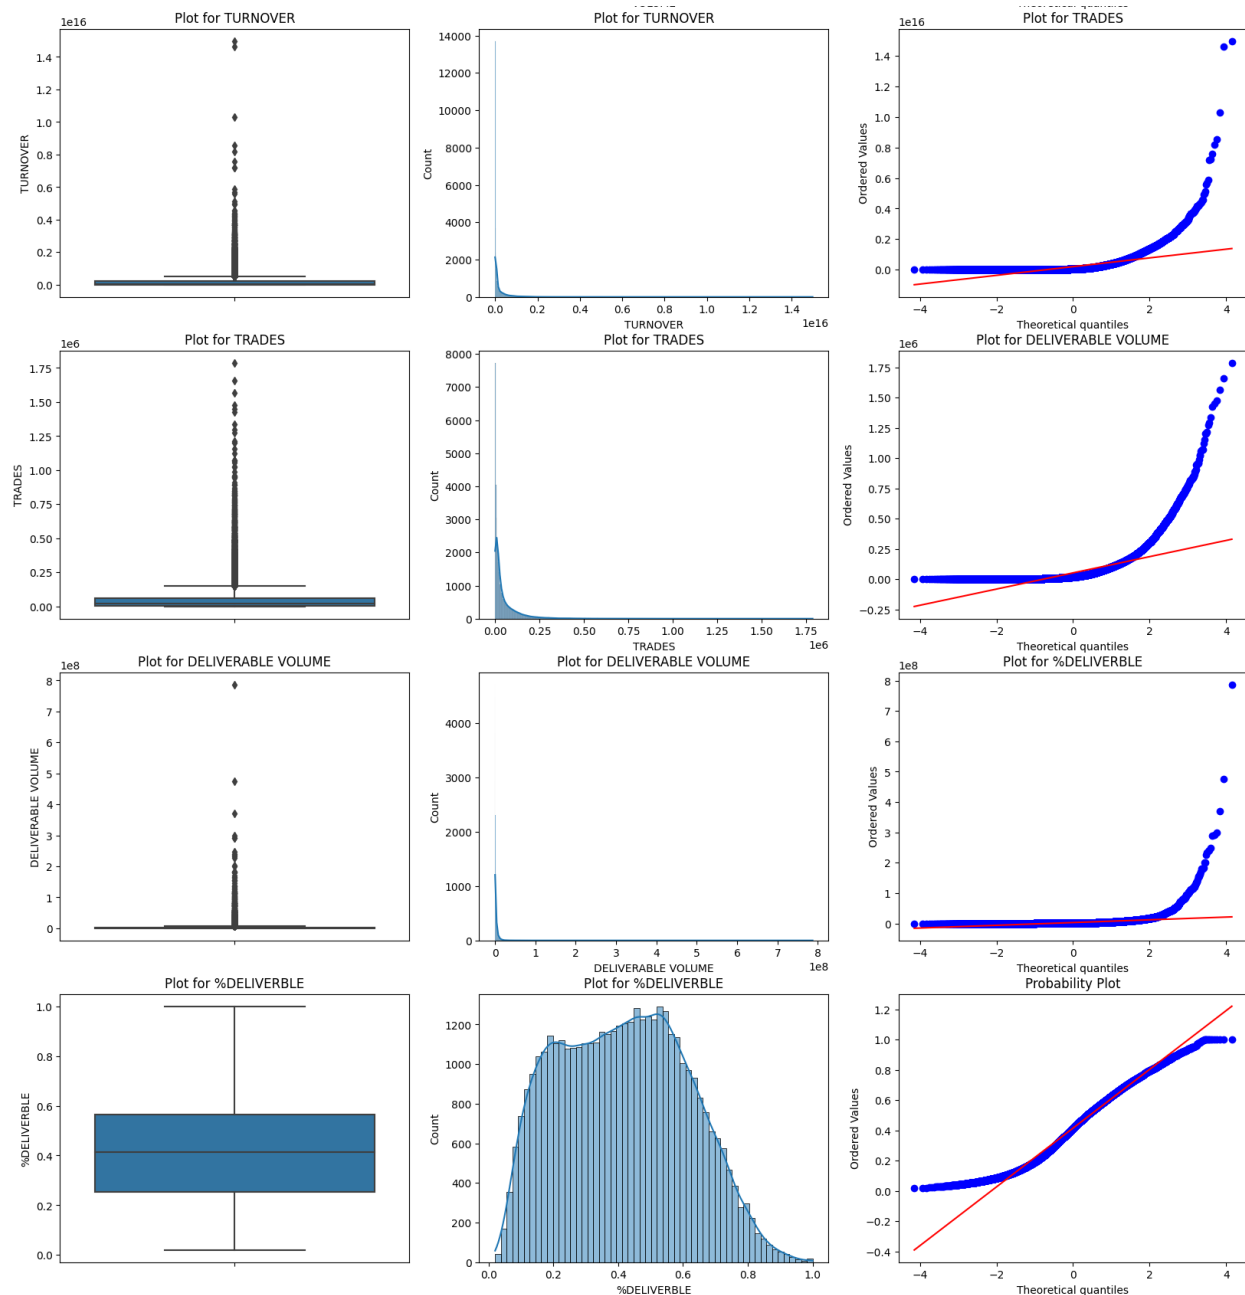 VOLUME
Theoretical quantiles
Plot for TURNOVER
Plot for TURNOVER
Plot for TRADES
1e16
1.4
1.2
1.0
0.8
0.6
0.4
0.2
0.0
TURNOVER
14000
12000
10000
8000
6000
4000
2000
0
Count
0.0 0.2 0.4 0.6 0.8 1.0 1.2 1.4
1e16
TURNOVER
1e16
1.4
1.2
1.0
0.8
0.6
0.4
0.2
0.0
Ordered Values
−4 −2 0 2 4
Theoretical quantiles
Plot for TRADES
Plot for TRADES
Plot for DELIVERABLE VOLUME
1e6
1.75
1.50
1.25
1.00
0.75
0.50
0.25
0.00
TRADES
8000
7000
6000
5000
4000
3000
2000
1000
0
Count
0.00 0.25 0.50 0.75 1.00 1.25 1.50 1.75
1e6
TRADES
1e6
1.75
1.50
1.25
1.00
0.75
0.50
0.25
0.00
−0.25
Ordered Values
−4 −2 0 2 4
Theoretical quantiles
Plot for DELIVERABLE VOLUME
Plot for DELIVERABLE VOLUME
Plot for %DELIVERBLE
1e8
8
7
6
5
4
3
2
1
0
DELIVERABLE VOLUME
4000
3000
2000
1000
0
Count
0 1 2 3 4 5 6 7 8
1e8
DELIVERABLE VOLUME
1e8
8
7
6
5
4
3
2
1
0
Ordered Values
−4 −2 0 2 4
Theoretical quantiles
Plot for %DELIVERBLE
Plot for %DELIVERBLE
Probability Plot
1.0
0.8
0.6
0.4
0.2
0.0
%DELIVERBLE
1200
1000
800
600
400
200
0
Count
0.0 0.2 0.4 0.6 0.8 1.0
%DELIVERBLE
1.2
1.0
0.8
0.6
0.4
0.2
0.0
−0.2
−0.4
Ordered Values
−4 −2 0 2 4
Theoretical quantiles